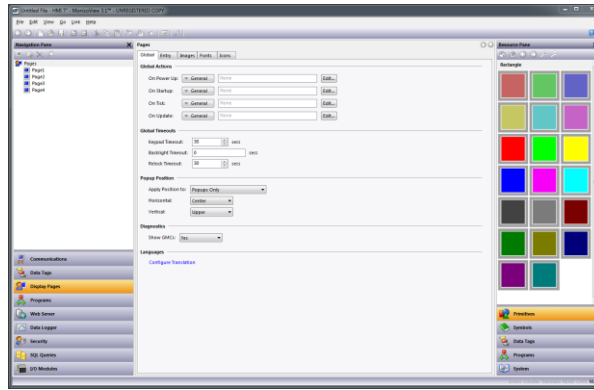 Untitled File - HMI 7" - MonsoView 3.1™ - UNREGISTERED COPY
File Edit View Go Link Help
Navigation Pane
Pages
Page1
Page2
Page3
Page4
Communications
Data Tags
Display Pages
Programs
Web Server
Data Logger
Security
SQL Queries
I/O Modules
Pages
Global Entry Images Fonts Icons
Global Actions
On Power Up: General None Edit...
On Startup: General None Edit...
On Tick: General None Edit...
On Update: General None Edit...
Global Timeouts
Keypad Timeout: 30 secs
Backlight Timeout: 0 secs
Relock Timeout: 30 secs
Popup Position
Apply Position to: Popups Only
Horizontal: Center
Vertical: Upper
Diagnostics
Show GMCs: Yes
Languages
Configure Translation
Resource Pane
Rectangle
Primitives
Symbols
Data Tags
Programs
System